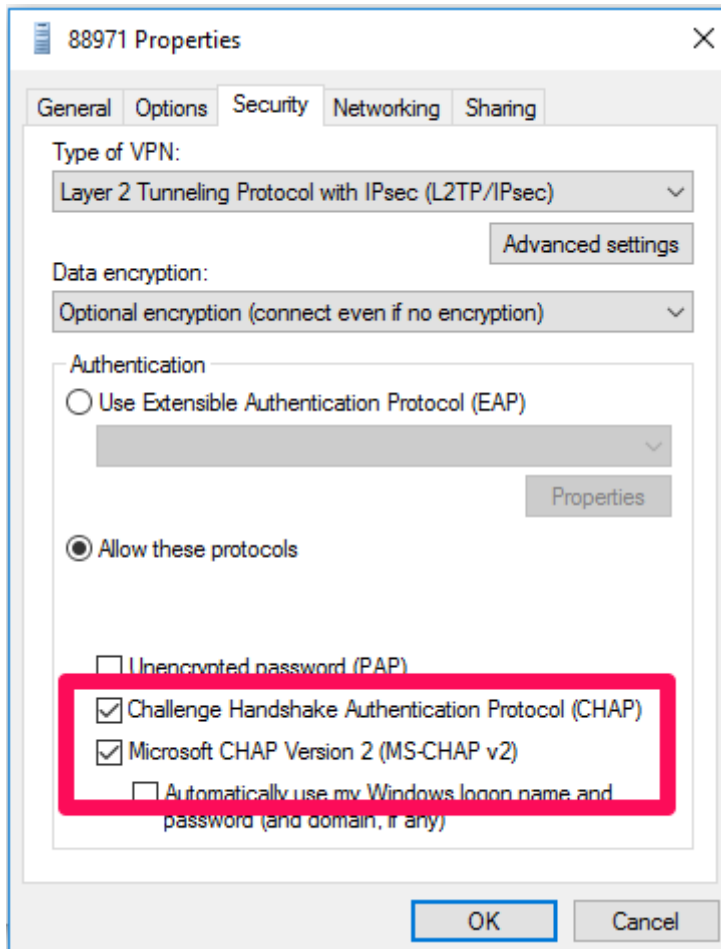 88971 Properties
General Options Security Networking Sharing
Type of VPN:
Layer 2 Tunneling Protocol with IPsec (L2TP/IPsec)
Advanced settings
Data encryption:
Optional encryption (connect even if no encryption)
Authentication
Use Extensible Authentication Protocol (EAP)
Properties
Allow these protocols
Unencrypted password (PAP)
Challenge Handshake Authentication Protocol (CHAP)
Microsoft CHAP Version 2 (MS-CHAP v2)
Automatically use my Windows logon name and
password (and domain, if any)
OK Cancel